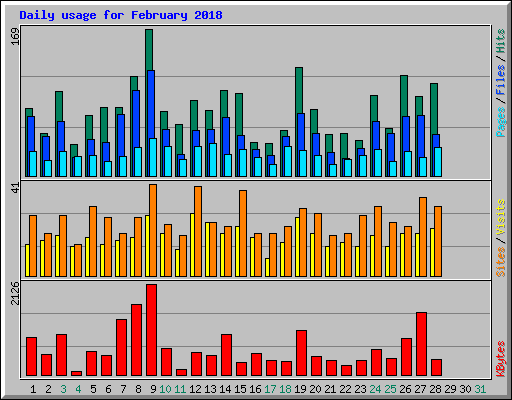 Daily usage for February 2018
169
Pages / Files / Hits
41
Sites / Visits
2126
KBytes
1 2 3 4 5 6 7 8 9 10 11 12 13 14 15 16 17 18 19 20 21 22 23 24 25 26 27 28 29 30 31